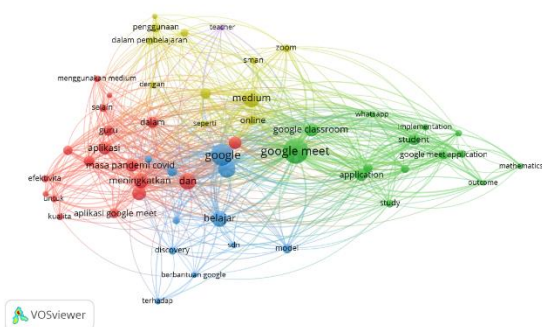 penggunaan
teacher
dalam pembelajaran
zoom
sman
menggunakan medium
dengan
medium
selain
whatsapp
guru
dalam
seperti
online
google classroom
implementation
student
aplikasi
google
google meet
google meet application
masa pandemi covid
mathematics
efektivita
meningkatkan
dan
application
outcome
untuk
study
kualita
aplikasi google meet
belajar
discovery
sdn
model
berbantuan google
terhadap
VOSviewer